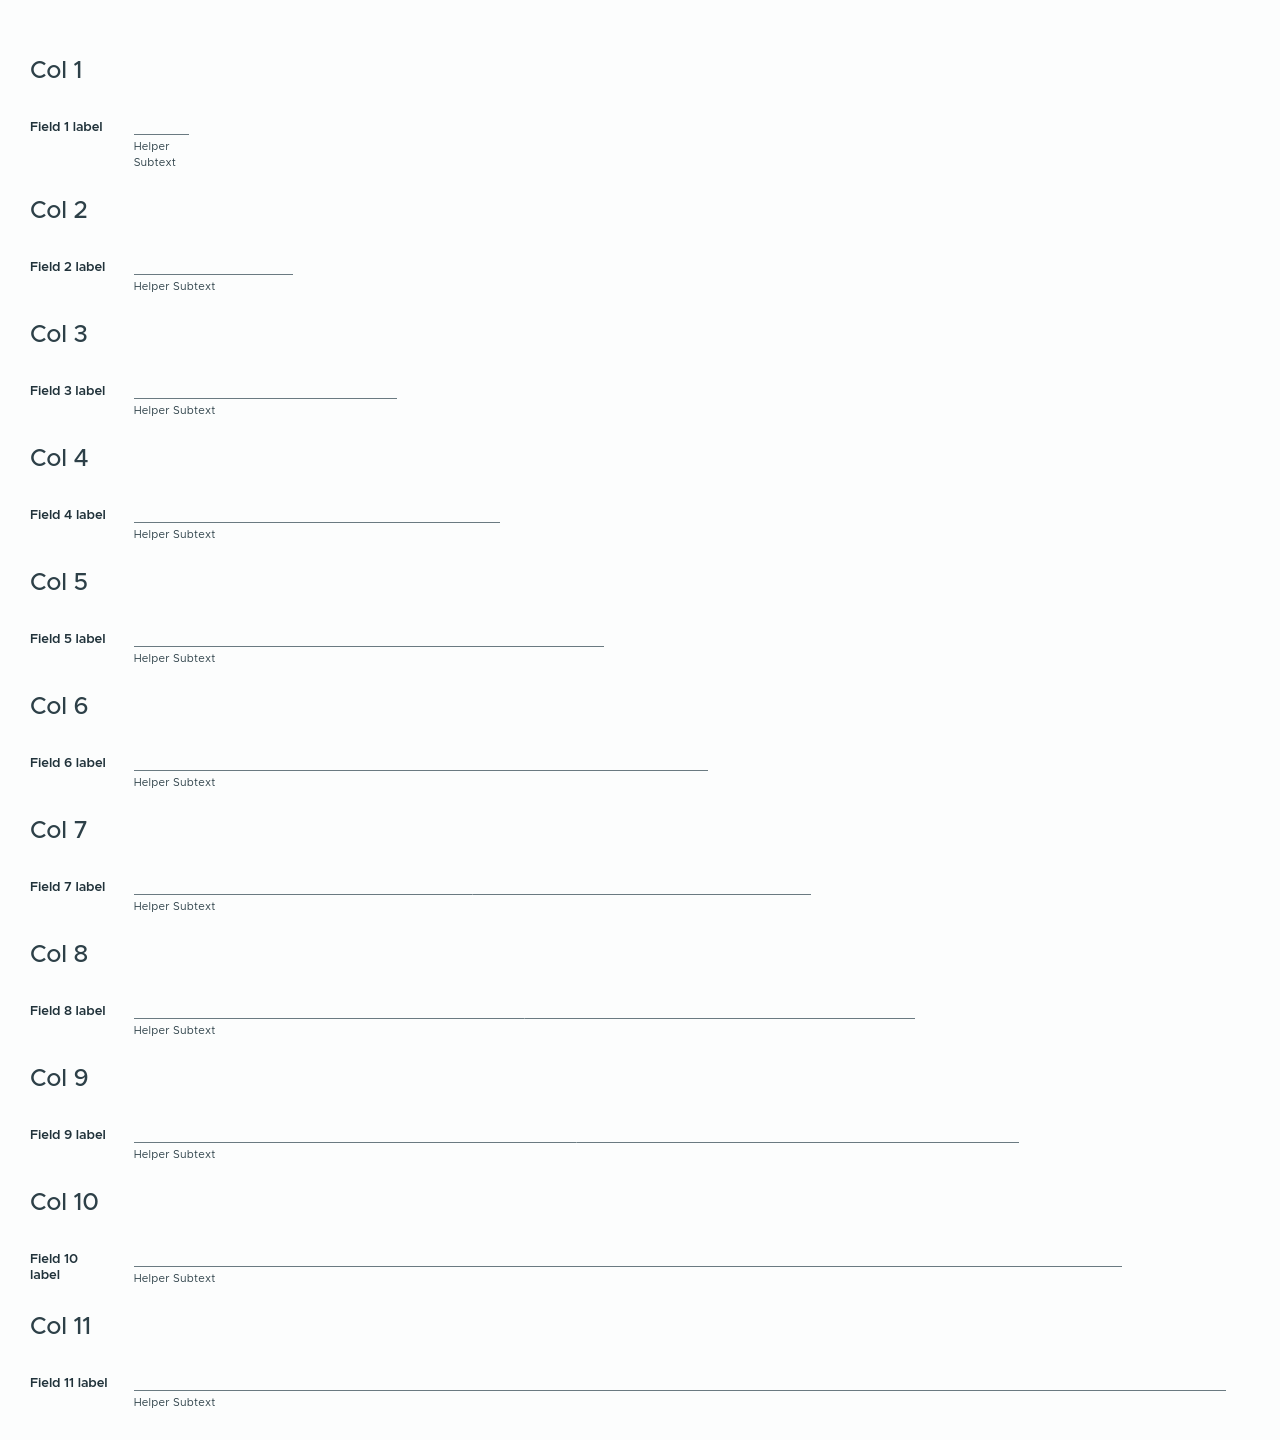 Col 1
Field 1 label
Helper
Subtext
Col 2
Field 2 label
Helper Subtext
Col 3
Field 3 label
Helper Subtext
Col 4
Field 4 label
Helper Subtext
Col 5
Field 5 label
Helper Subtext
Col 6
Field 6 label
Helper Subtext
Col 7
Field 7 label
Helper Subtext
Col 8
Field 8 label
Helper Subtext
Col 9
Field 9 label
Helper Subtext
Col 10
Field 10
label
Helper Subtext
Col 11
Field 11 label
Helper Subtext